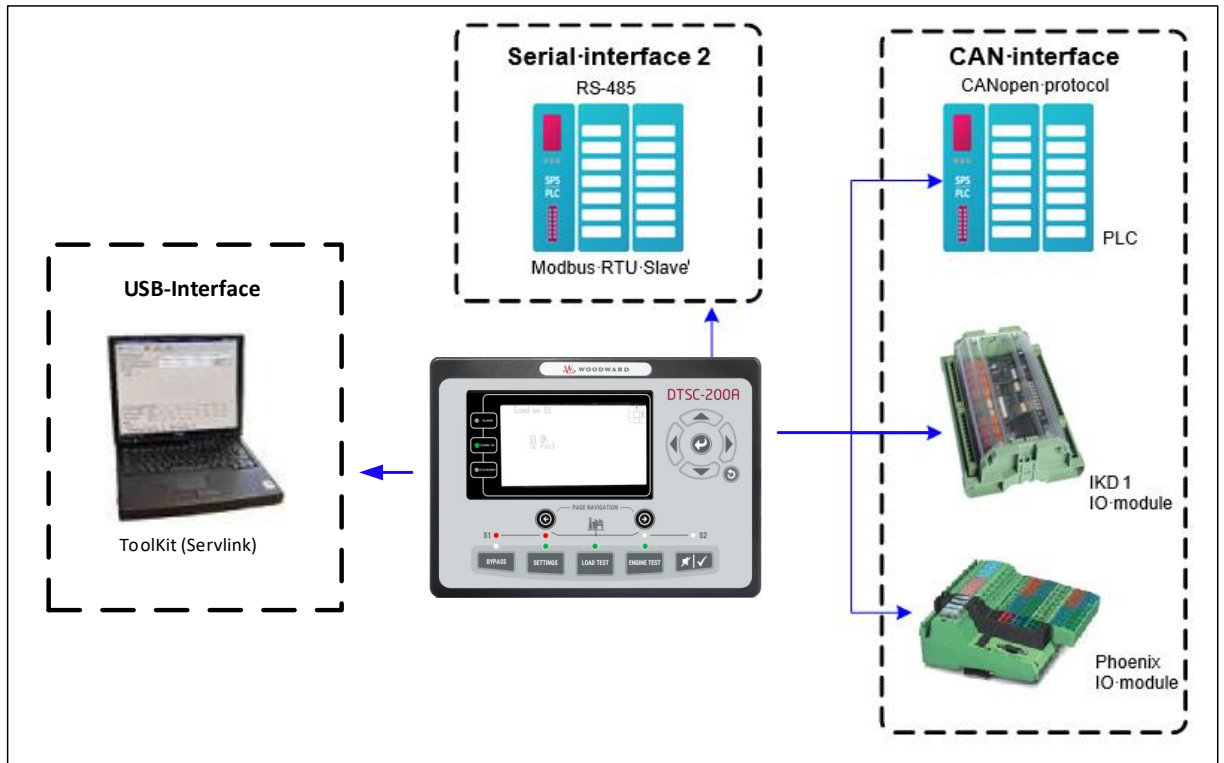 Serial·interface 2
RS-485
SPS
PLC
Modbus·RTU·Slave'
CAN·interface
CANopen·protocol
SPS
PLC
PLC
IKD 1
IO·module
Phoenix
IO·module
USB-Interface
ToolKit (Servlink)
WOODWARD
DTSC-200A
Load on S1
S1 Ok
S2 Fail
ALARM
PAGE NAVIGATION
S1
S2
BYPASS
SETTINGS
LOAD TEST
ENGINE TEST